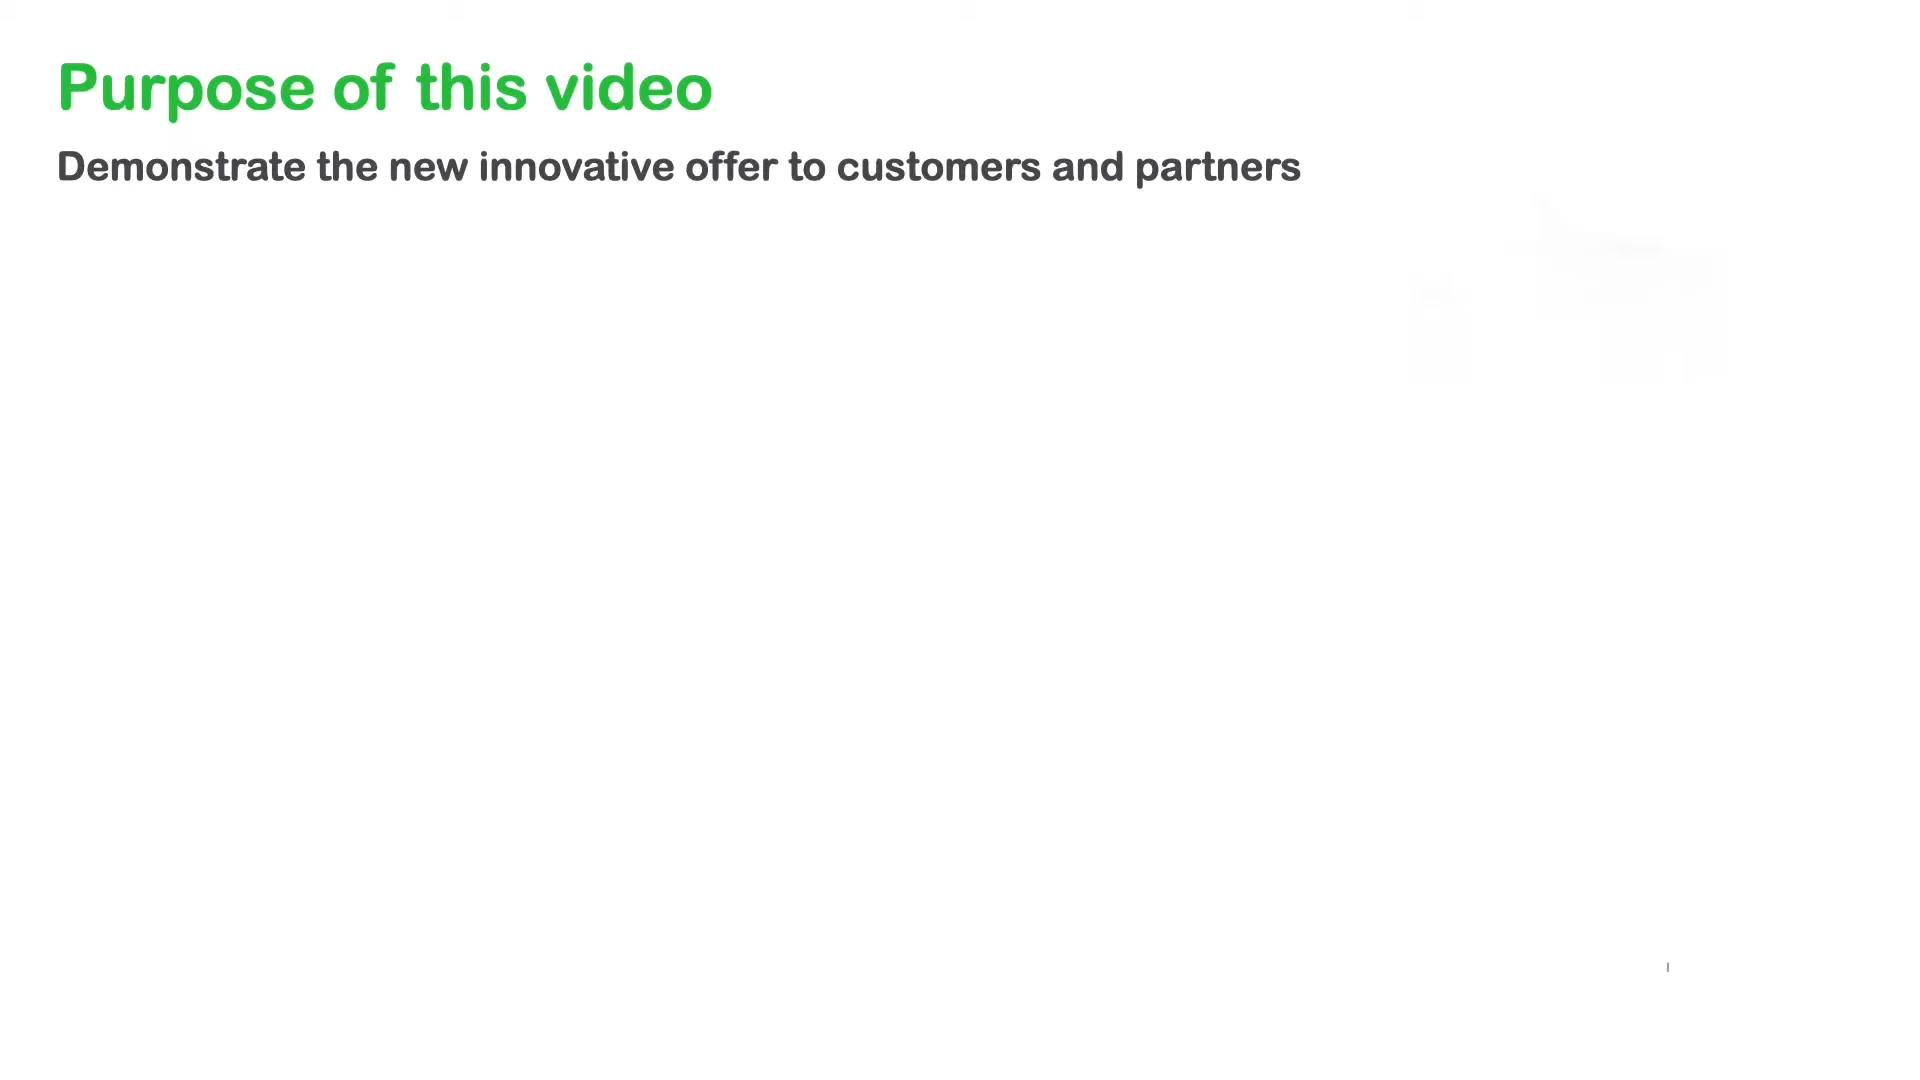 Purpose of this video
Demonstrate the new innovative offer to customers and partners